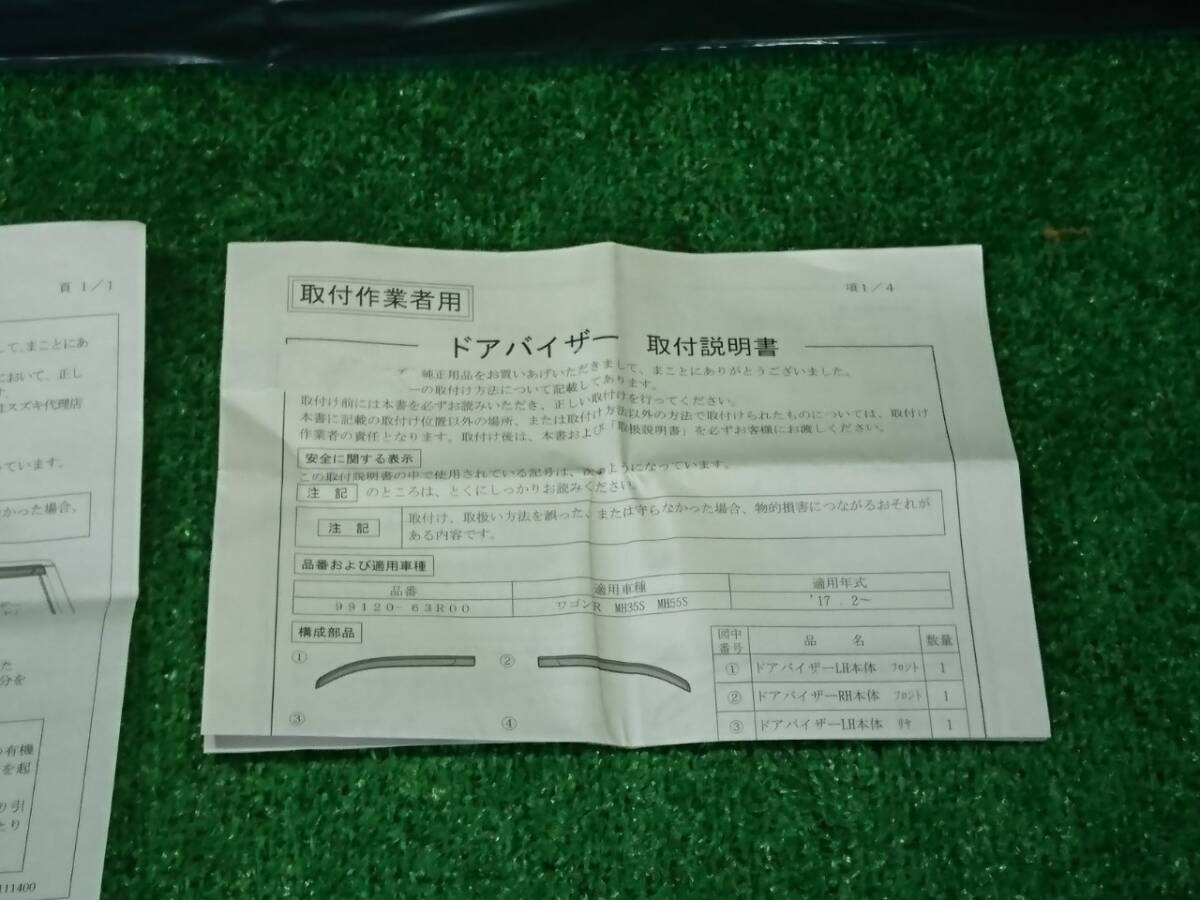 頁 1／1
して、まことにあ
において、正し
す。
はスズキ代理店
っています。
なかった場合、
た
分を
の有機
を起
り引
とり
111400
取付作業者用
項1／4
ドアバイザー 取付説明書
純正用品をお買いあげいただきまして、まことにありがとうございました。
ーの取付け方法について記載してあります。
取付け前には本書を必ずお読みいただき、正しい取付けを行ってください。
本書に記載の取付け位置以外の場所、または取付け方法以外の方法で取付けられたものについては、取付け
作業者の責任となります。取付け後は、本書および「取扱説明書」を必ずお客様にお渡しください。
安全に関する表示
この取付説明書の中で使用されている記号は、次のようになっています。
注 記 のところは、とくにしっかりお読みください。
注 記 取付け、取扱い方法を誤った、または守らなかった場合、物的損害につながるおそれが
ある内容です。
品番および適用車種
品番 適用車種 適用年式
99120-63R00 ワゴンR MH35S MH55S '17．2～
構成部品
図中番号 品 名 数量
① ② ① ドアバイザーLH本体 フロント 1
② ドアバイザーRH本体 フロント 1
③ ④ ③ ドアバイザーLH本体 リヤ 1